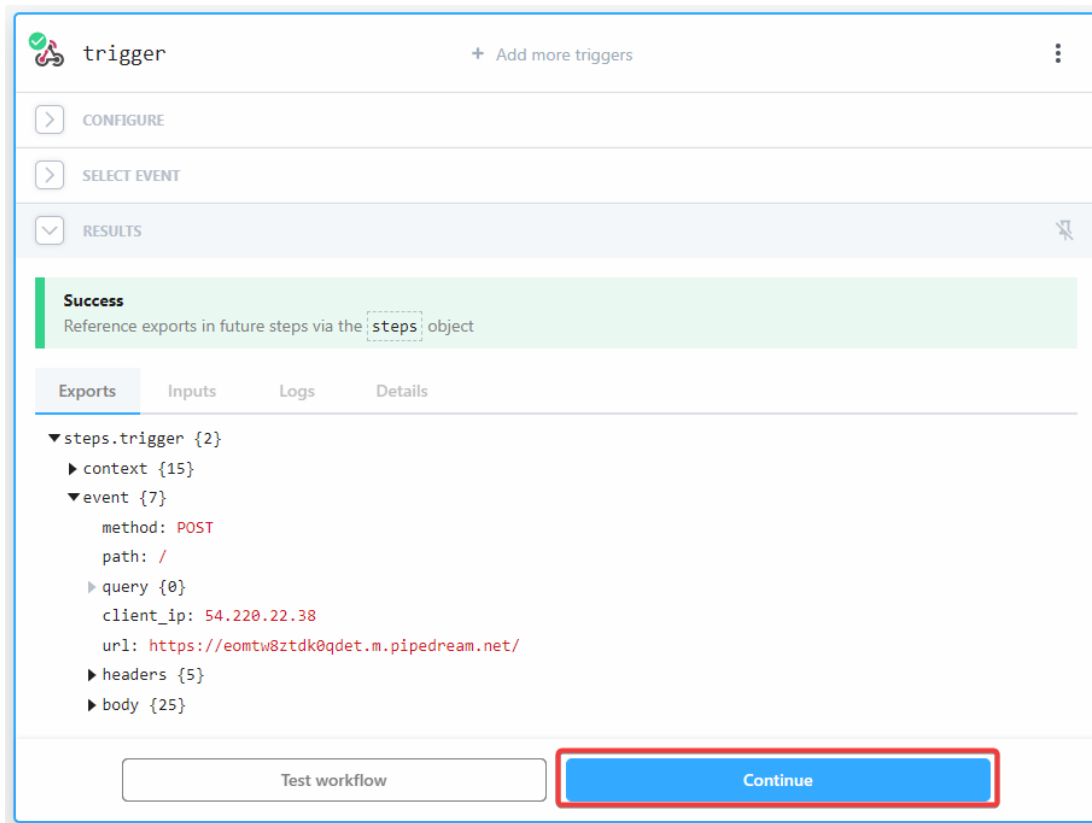 trigger
+ Add more triggers
CONFIGURE
SELECT EVENT
RESULTS
Success
Reference exports in future steps via the steps object
Exports Inputs Logs Details
steps.trigger {2}
context {15}
event {7}
method: POST
path: /
query {0}
client_ip: 54.220.22.38
url: https://eomtw8ztdk0qdet.m.pipedream.net/
headers {5}
body {25}
Test workflow Continue